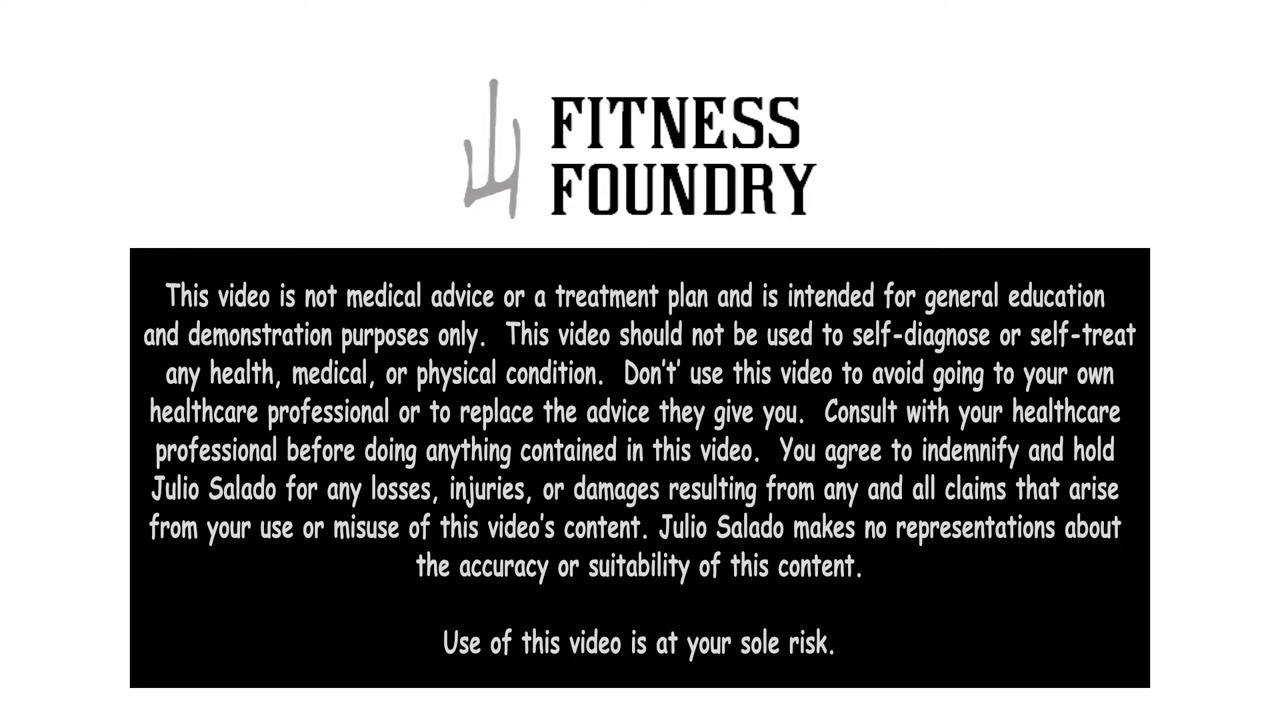 FITNESS
FOUNDRY
This video is not medical advice or a treatment plan and is intended for general education
and demonstration purposes only.  This video should not be used to self-diagnose or self-treat
any health, medical, or physical condition.  Don't' use this video to avoid going to your own
healthcare professional or to replace the advice they give you.  Consult with your healthcare
professional before doing anything contained in this video.  You agree to indemnify and hold
Julio Salado for any losses, injuries, or damages resulting from any and all claims that arise
from your use or misuse of this video's content. Julio Salado makes no representations about
the accuracy or suitability of this content.
Use of this video is at your sole risk.